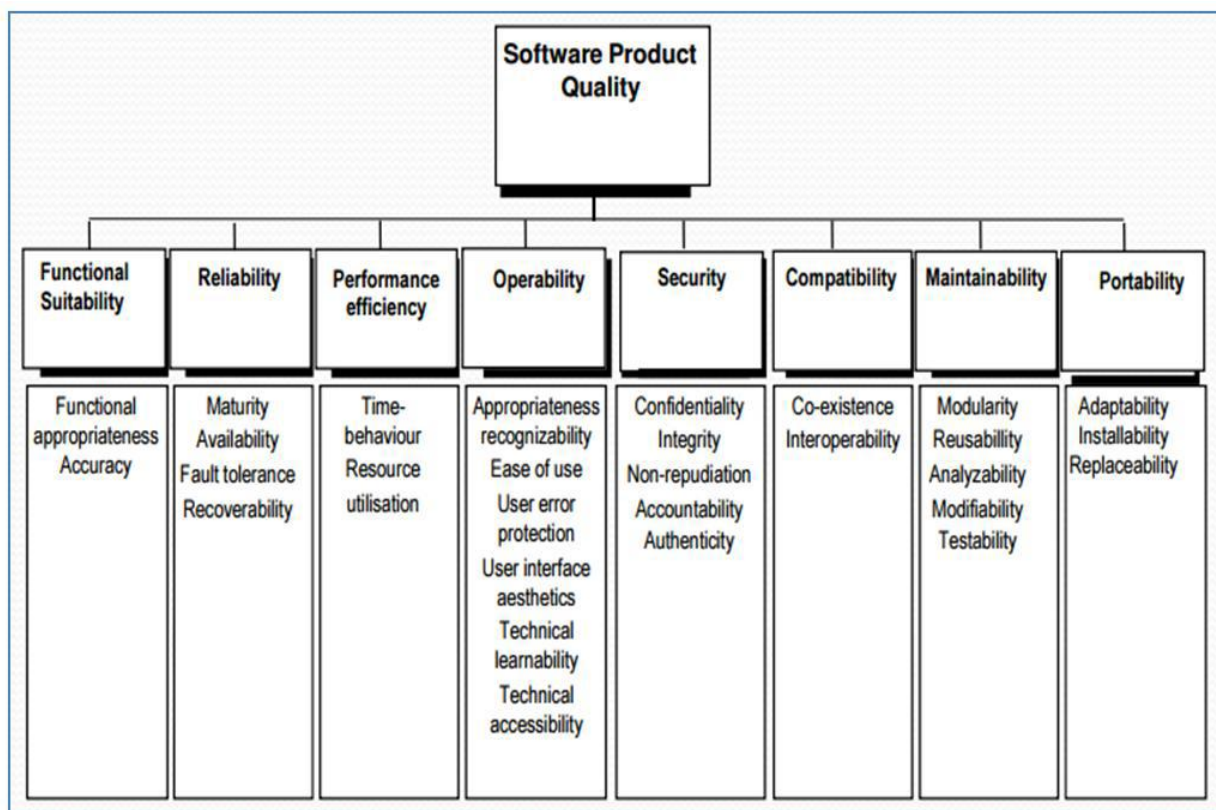 Software Product
Quality
Functional
Suitability
Reliability
Performance
efficiency
Operability
Security
Compatibility
Maintainability
Portability
Functional
appropriateness
Accuracy
Maturity
Availability
Fault tolerance
Recoverability
Time-
behaviour
Resource
utilisation
Appropriateness
recognizability
Ease of use
User error
protection
User interface
aesthetics
Technical
learnability
Technical
accessibility
Confidentiality
Integrity
Non-repudiation
Accountability
Authenticity
Co-existence
Interoperability
Modularity
Reusabillity
Analyzability
Modifiability
Testability
Adaptability
Installability
Replaceability